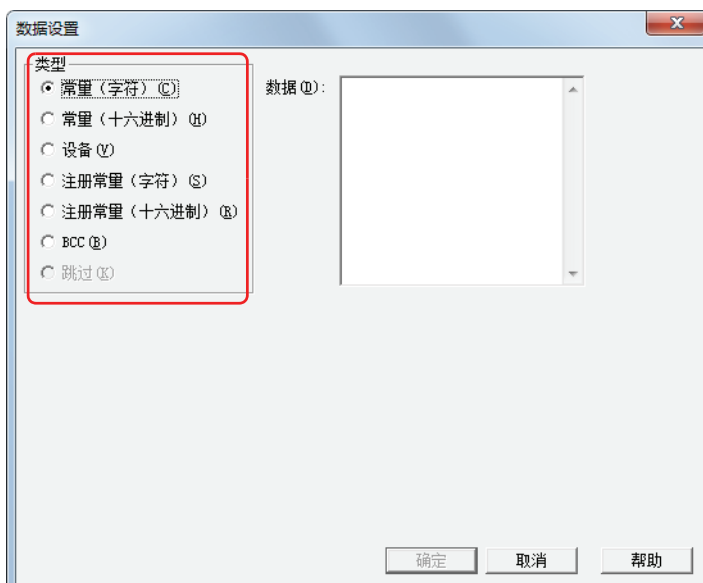 数据设置
类型
常量（字符）(C)
数据(D):
常量（十六进制）(H)
设备(V)
注册常量（字符）(S)
注册常量（十六进制）(R)
BCC(B)
跳过(K)
确定
取消
帮助